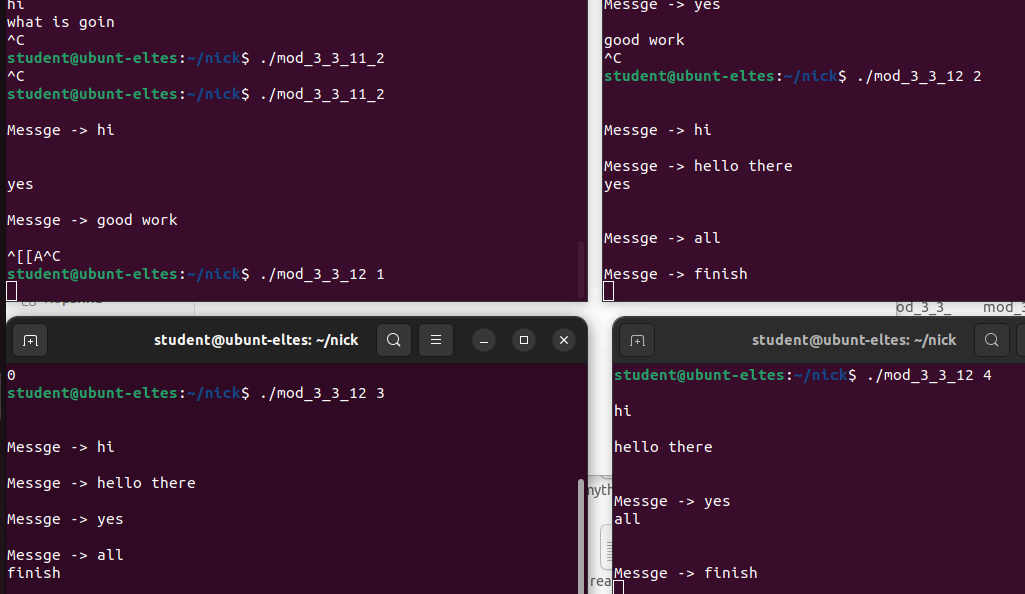 hi
what is goin
^C
student@ubunt-eltes:~/nick$ ./mod_3_3_11_2
^C
student@ubunt-eltes:~/nick$ ./mod_3_3_11_2
Messge -> hi
yes
Messge -> good work
^[[A^C
student@ubunt-eltes:~/nick$ ./mod_3_3_12 1
Messge -> yes
good work
^C
student@ubunt-eltes:~/nick$ ./mod_3_3_12 2
Messge -> hi
Messge -> hello there
yes
Messge -> all
Messge -> finish
od_3_3_ mod_3
student@ubunt-eltes: ~/nick
0
student@ubunt-eltes:~/nick$ ./mod_3_3_12 3
Messge -> hi
Messge -> hello there
Messge -> yes
Messge -> all
finish
myth
rea
student@ubunt-eltes: ~/nick
student@ubunt-eltes:~/nick$ ./mod_3_3_12 4
hi
hello there
Messge -> yes
all
Messge -> finish